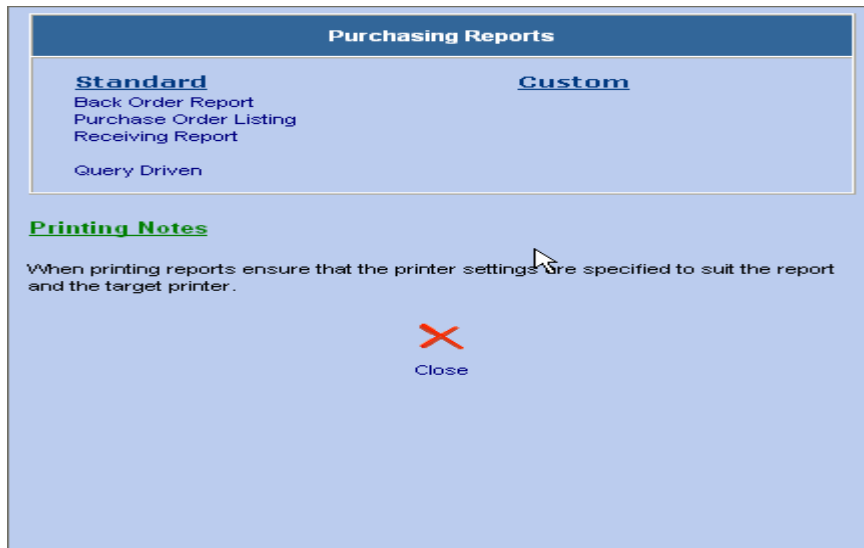 Purchasing Reports
Standard
Custom
Back Order Report
Purchase Order Listing
Receiving Report
Query Driven
Printing Notes
When printing reports ensure that the printer settings are specified to suit the report
and the target printer.
Close